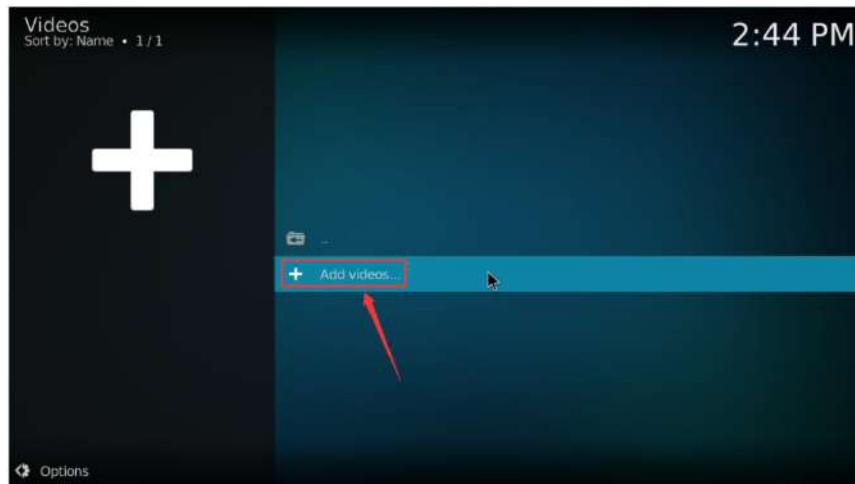 Videos
Sort by: Name • 1/1
2:44 PM
..
Add videos...
Options